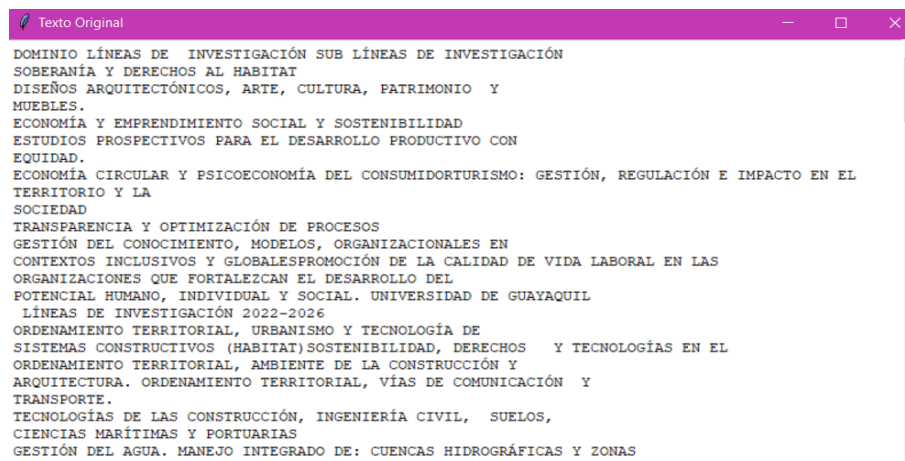 Texto Original
DOMINIO LÍNEAS DE  INVESTIGACIÓN SUB LÍNEAS DE INVESTIGACIÓN
SOBERANÍA Y DERECHOS AL HABITAT
DISEÑOS ARQUITECTÓNICOS, ARTE, CULTURA, PATRIMONIO  Y
MUEBLES.
ECONOMÍA Y EMPRENDIMIENTO SOCIAL Y SOSTENIBILIDAD
ESTUDIOS PROSPECTIVOS PARA EL DESARROLLO PRODUCTIVO CON
EQUIDAD.
ECONOMÍA CIRCULAR Y PSICOECONOMÍA DEL CONSUMIDORTURISMO: GESTIÓN, REGULACIÓN E IMPACTO EN EL
TERRITORIO Y LA
SOCIEDAD
TRANSPARENCIA Y OPTIMIZACIÓN DE PROCESOS
GESTIÓN DEL CONOCIMIENTO, MODELOS, ORGANIZACIONALES EN
CONTEXTOS INCLUSIVOS Y GLOBALESPROMOCIÓN DE LA CALIDAD DE VIDA LABORAL EN LAS
ORGANIZACIONES QUE FORTALEZCAN EL DESARROLLO DEL
POTENCIAL HUMANO, INDIVIDUAL Y SOCIAL. UNIVERSIDAD DE GUAYAQUIL
 LÍNEAS DE INVESTIGACIÓN 2022-2026
ORDENAMIENTO TERRITORIAL, URBANISMO Y TECNOLOGÍA DE
SISTEMAS CONSTRUCTIVOS (HABITAT)SOSTENIBILIDAD, DERECHOS   Y TECNOLOGÍAS EN EL
ORDENAMIENTO TERRITORIAL, AMBIENTE DE LA CONSTRUCCIÓN Y
ARQUITECTURA. ORDENAMIENTO TERRITORIAL, VÍAS DE COMUNICACIÓN  Y
TRANSPORTE.
TECNOLOGÍAS DE LAS CONSTRUCCIÓN, INGENIERÍA CIVIL,  SUELOS,
CIENCIAS MARÍTIMAS Y PORTUARIAS
GESTIÓN DEL AGUA. MANEJO INTEGRADO DE: CUENCAS HIDROGRÁFICAS Y ZONAS